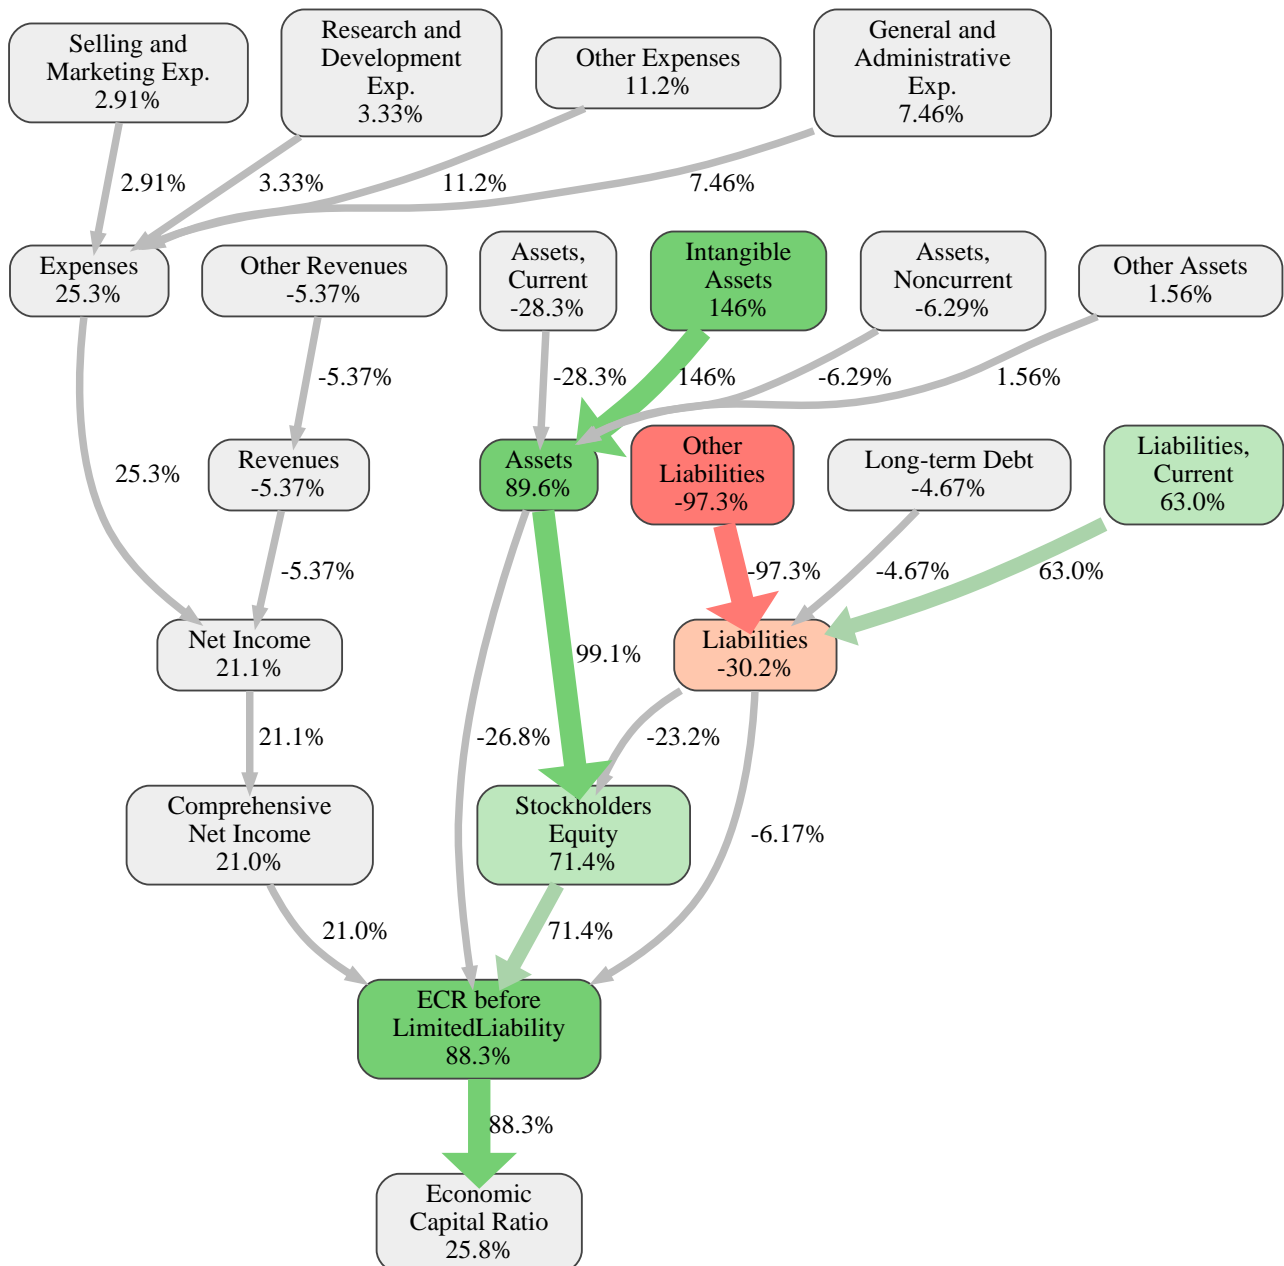 Selling and
Marketing Exp.
2.91%
Research and
Development
Exp.
3.33%
Other Expenses
11.2%
General and
Administrative
Exp.
7.46%
2.91%
3.33%
11.2%
7.46%
Expenses
25.3%
Other Revenues
-5.37%
Assets,
Current
-28.3%
Intangible
Assets
146%
Assets,
Noncurrent
-6.29%
Other Assets
1.56%
-5.37%
-28.3%
146%
-6.29%
1.56%
25.3%
Revenues
-5.37%
Assets
89.6%
Other
Liabilities
-97.3%
Long-term Debt
-4.67%
Liabilities,
Current
63.0%
-5.37%
-97.3%
-4.67%
63.0%
Net Income
21.1%
99.1%
Liabilities
-30.2%
21.1%
-26.8%
-23.2%
Comprehensive
Net Income
21.0%
Stockholders
Equity
71.4%
-6.17%
21.0%
71.4%
ECR before
LimitedLiability
88.3%
88.3%
Economic
Capital Ratio
25.8%